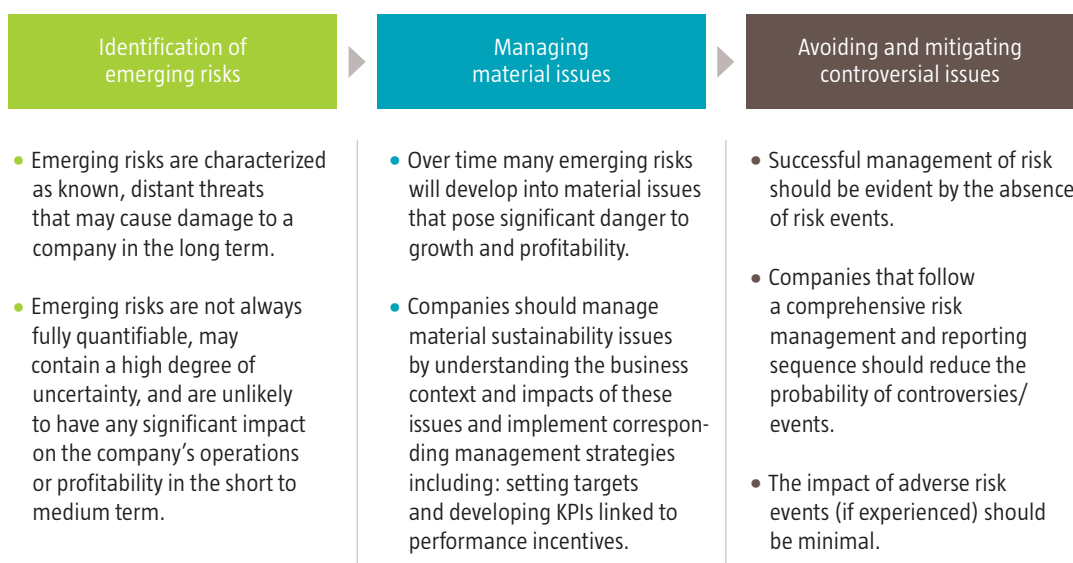 Identification of
emerging risks
Managing
material issues
Avoiding and mitigating
controversial issues
• Emerging risks are characterized
as known, distant threats
that may cause damage to a
company in the long term.
• Emerging risks are not always
fully quantifiable, may
contain a high degree of
uncertainty, and are unlikely
to have any significant impact
on the company’s operations
or profitability in the short to
medium term.
• Over time many emerging risks
will develop into material issues
that pose significant danger to
growth and profitability.
• Companies should manage
material sustainability issues
by understanding the business
context and impacts of these
issues and implement correspon-
ding management strategies
including: setting targets
and developing KPIs linked to
performance incentives.
• Successful management of risk
should be evident by the absence
of risk events.
• Companies that follow
a comprehensive risk
management and reporting
sequence should reduce the
probability of controversies/
events.
• The impact of adverse risk
events (if experienced) should
be minimal.